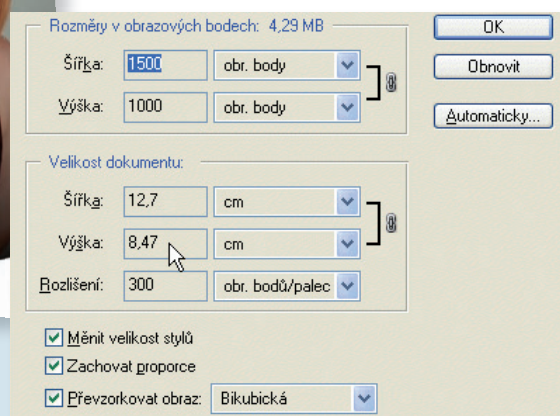 Rozměry v obrazových bodech: 4,29 MB
Šířka: 1500 obr. body
Výška: 1000 obr. body
Velikost dokumentu:
Šířka: 12,7 cm
Výška: 8,47 cm
Rozlišení: 300 obr. bodů/palec
Měnit velikost stylů
Zachovat proporce
Převzorkovat obraz: Bikubická
OK
Obnovit
Automaticky...